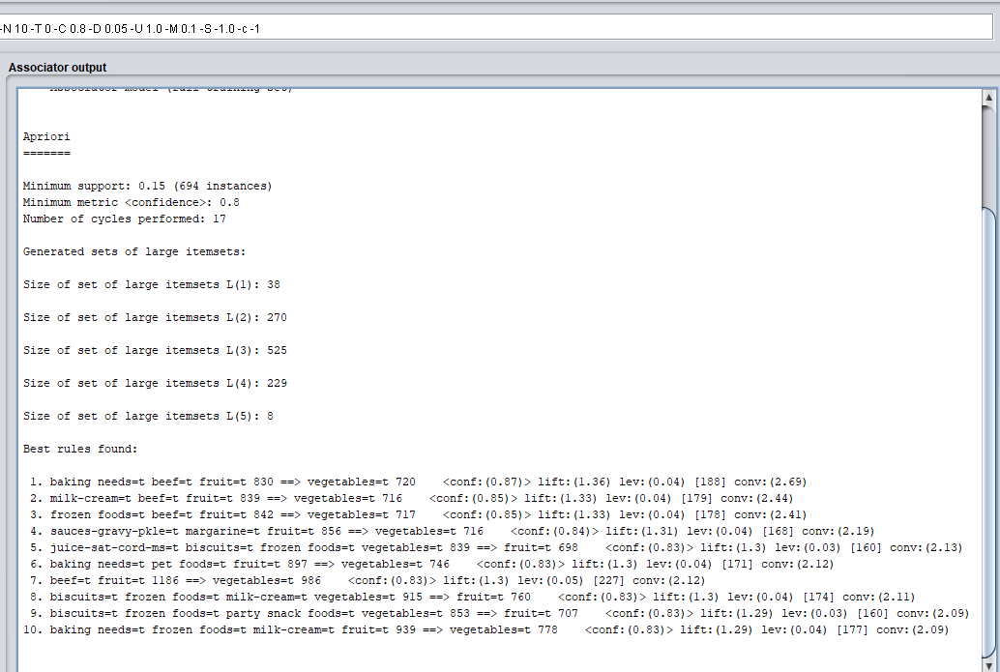 -N 10 -T 0 -C 0.8 -D 0.05 -U 1.0 -M 0.1 -S -1.0 -c -1
Associator output
Associator model (full training set)
Apriori
=======
Minimum support: 0.15 (694 instances)
Minimum metric <confidence>: 0.8
Number of cycles performed: 17
Generated sets of large itemsets:
Size of set of large itemsets L(1): 38
Size of set of large itemsets L(2): 270
Size of set of large itemsets L(3): 525
Size of set of large itemsets L(4): 229
Size of set of large itemsets L(5): 8
Best rules found:
1. baking needs=t beef=t fruit=t 830 ==> vegetables=t 720 <conf:(0.87)> lift:(1.36) lev:(0.04) [188] conv:(2.69)
2. milk-cream=t beef=t fruit=t 839 ==> vegetables=t 716 <conf:(0.85)> lift:(1.33) lev:(0.04) [179] conv:(2.44)
3. frozen foods=t beef=t fruit=t 842 ==> vegetables=t 717 <conf:(0.85)> lift:(1.33) lev:(0.04) [178] conv:(2.41)
4. sauces-gravy-pkle=t margarine=t fruit=t 856 ==> vegetables=t 716 <conf:(0.84)> lift:(1.31) lev:(0.04) [168] conv:(2.19)
5. juice-sat-cord-ms=t biscuits=t frozen foods=t vegetables=t 839 ==> fruit=t 698 <conf:(0.83)> lift:(1.3) lev:(0.03) [160] conv:(2.13)
6. baking needs=t pet foods=t fruit=t 897 ==> vegetables=t 746 <conf:(0.83)> lift:(1.3) lev:(0.04) [171] conv:(2.12)
7. beef=t fruit=t 1186 ==> vegetables=t 986 <conf:(0.83)> lift:(1.3) lev:(0.05) [227] conv:(2.12)
8. biscuits=t frozen foods=t milk-cream=t vegetables=t 915 ==> fruit=t 760 <conf:(0.83)> lift:(1.3) lev:(0.04) [174] conv:(2.11)
9. biscuits=t frozen foods=t party snack foods=t vegetables=t 853 ==> fruit=t 707 <conf:(0.83)> lift:(1.29) lev:(0.03) [160] conv:(2.09)
10. baking needs=t frozen foods=t milk-cream=t fruit=t 939 ==> vegetables=t 778 <conf:(0.83)> lift:(1.29) lev:(0.04) [177] conv:(2.09)